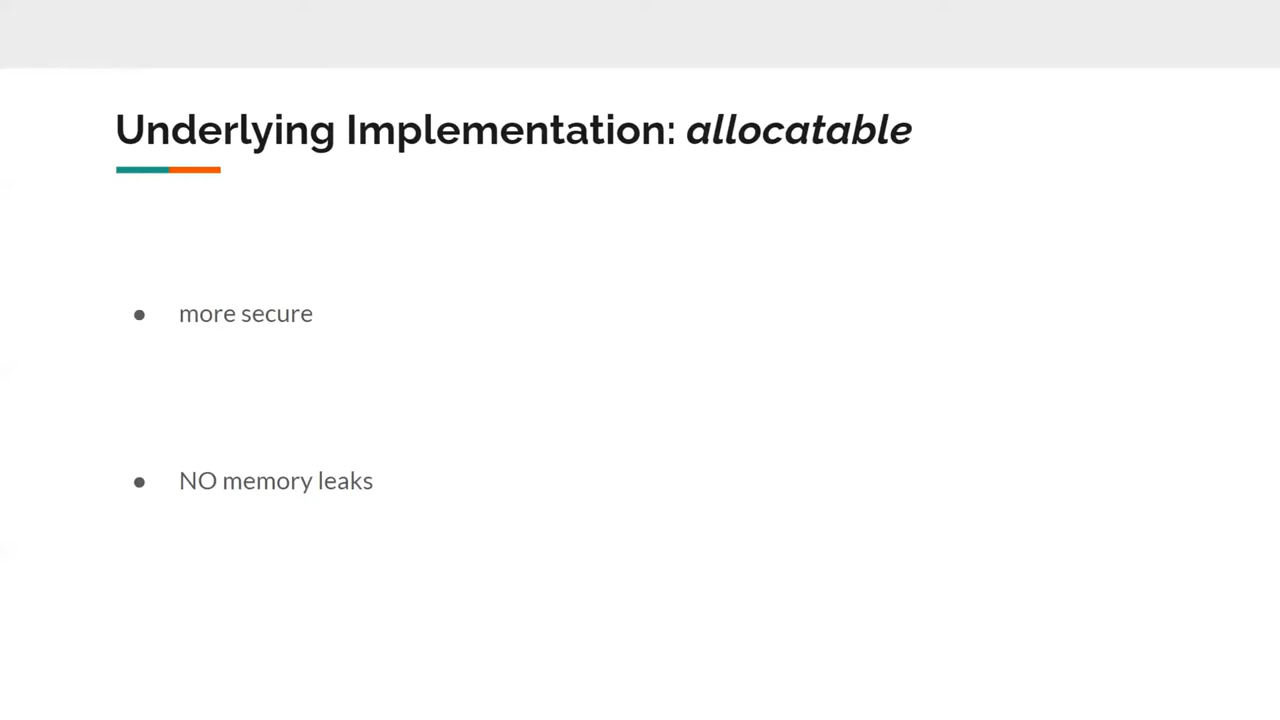 Underlying Implementation: allocatable
● more secure
● NO memory leaks